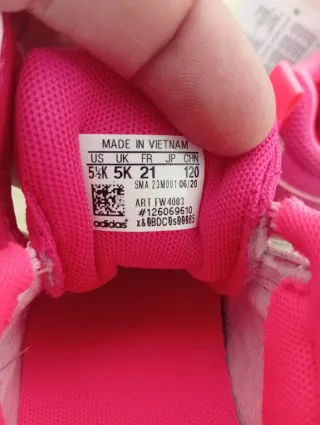 MADE IN VIETNAM
US UK FR JP CHN
5½K 5K 21 120
SMA 23M001 06/20
ART FW4003
#126069610
adidas x&0BDC0s00005